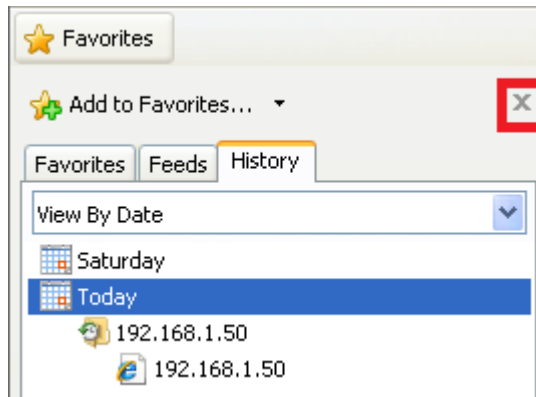 Favorites
Add to Favorites...
Favorites Feeds History
View By Date
Saturday
Today
192.168.1.50
192.168.1.50